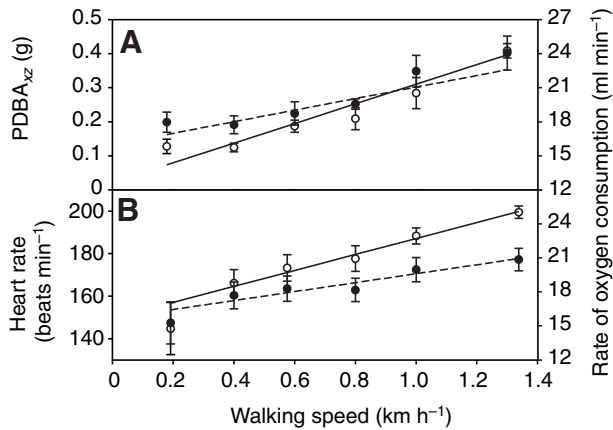 A
PDBAxz (g)
0.5
0.4
0.3
0.2
0.1
0
27
24
21
18
15
12
B
Heart rate
(beats min–1)
200
180
160
140
24
21
18
15
12
Rate of oxygen consumption (ml min–1)
0 0.2 0.4 0.6 0.8 1.0 1.2 1.4
Walking speed (km h–1)